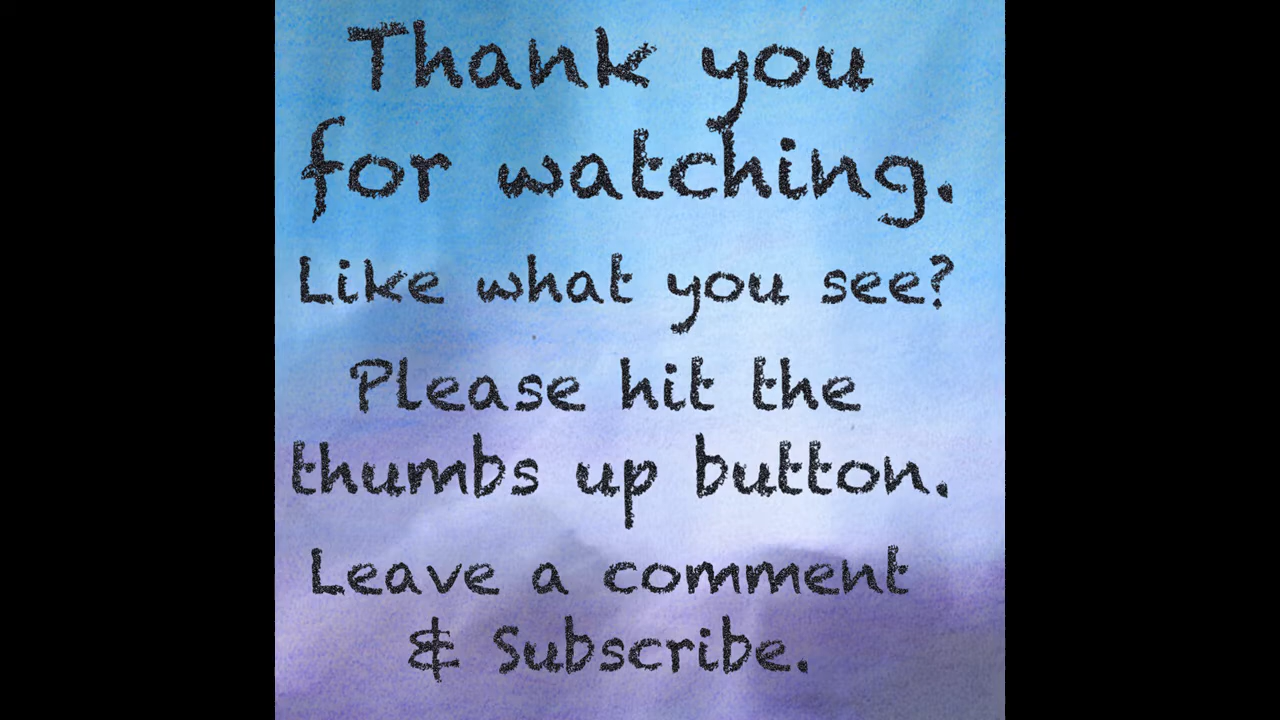 Thank you
for watching.
Like what you see?
Please hit the
thumbs up button.
Leave a comment
& Subscribe.